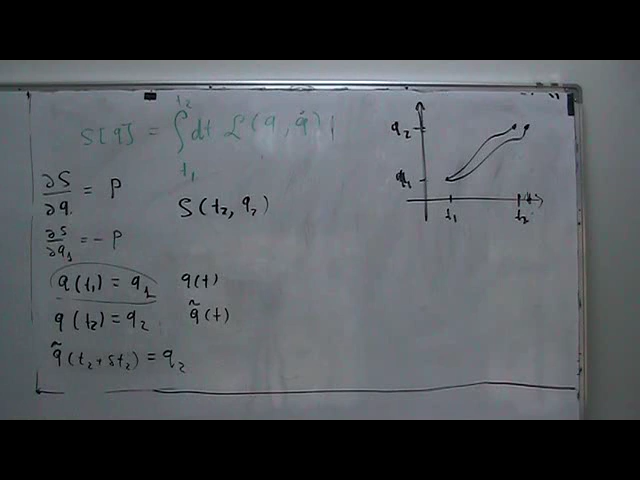 S[q] = ∫_{t₁}^{t₂} dt ℒ(q, q̇) |
∂S/∂q = P
S(t₂, q₂)
∂S/∂q₁ = - P
q(t₁) = q₁ q(t)
q(t₂) = q₂ q̃(t)
q̃(t₂+δt₂) = q₂
q₂
q₁
t₁ t₂